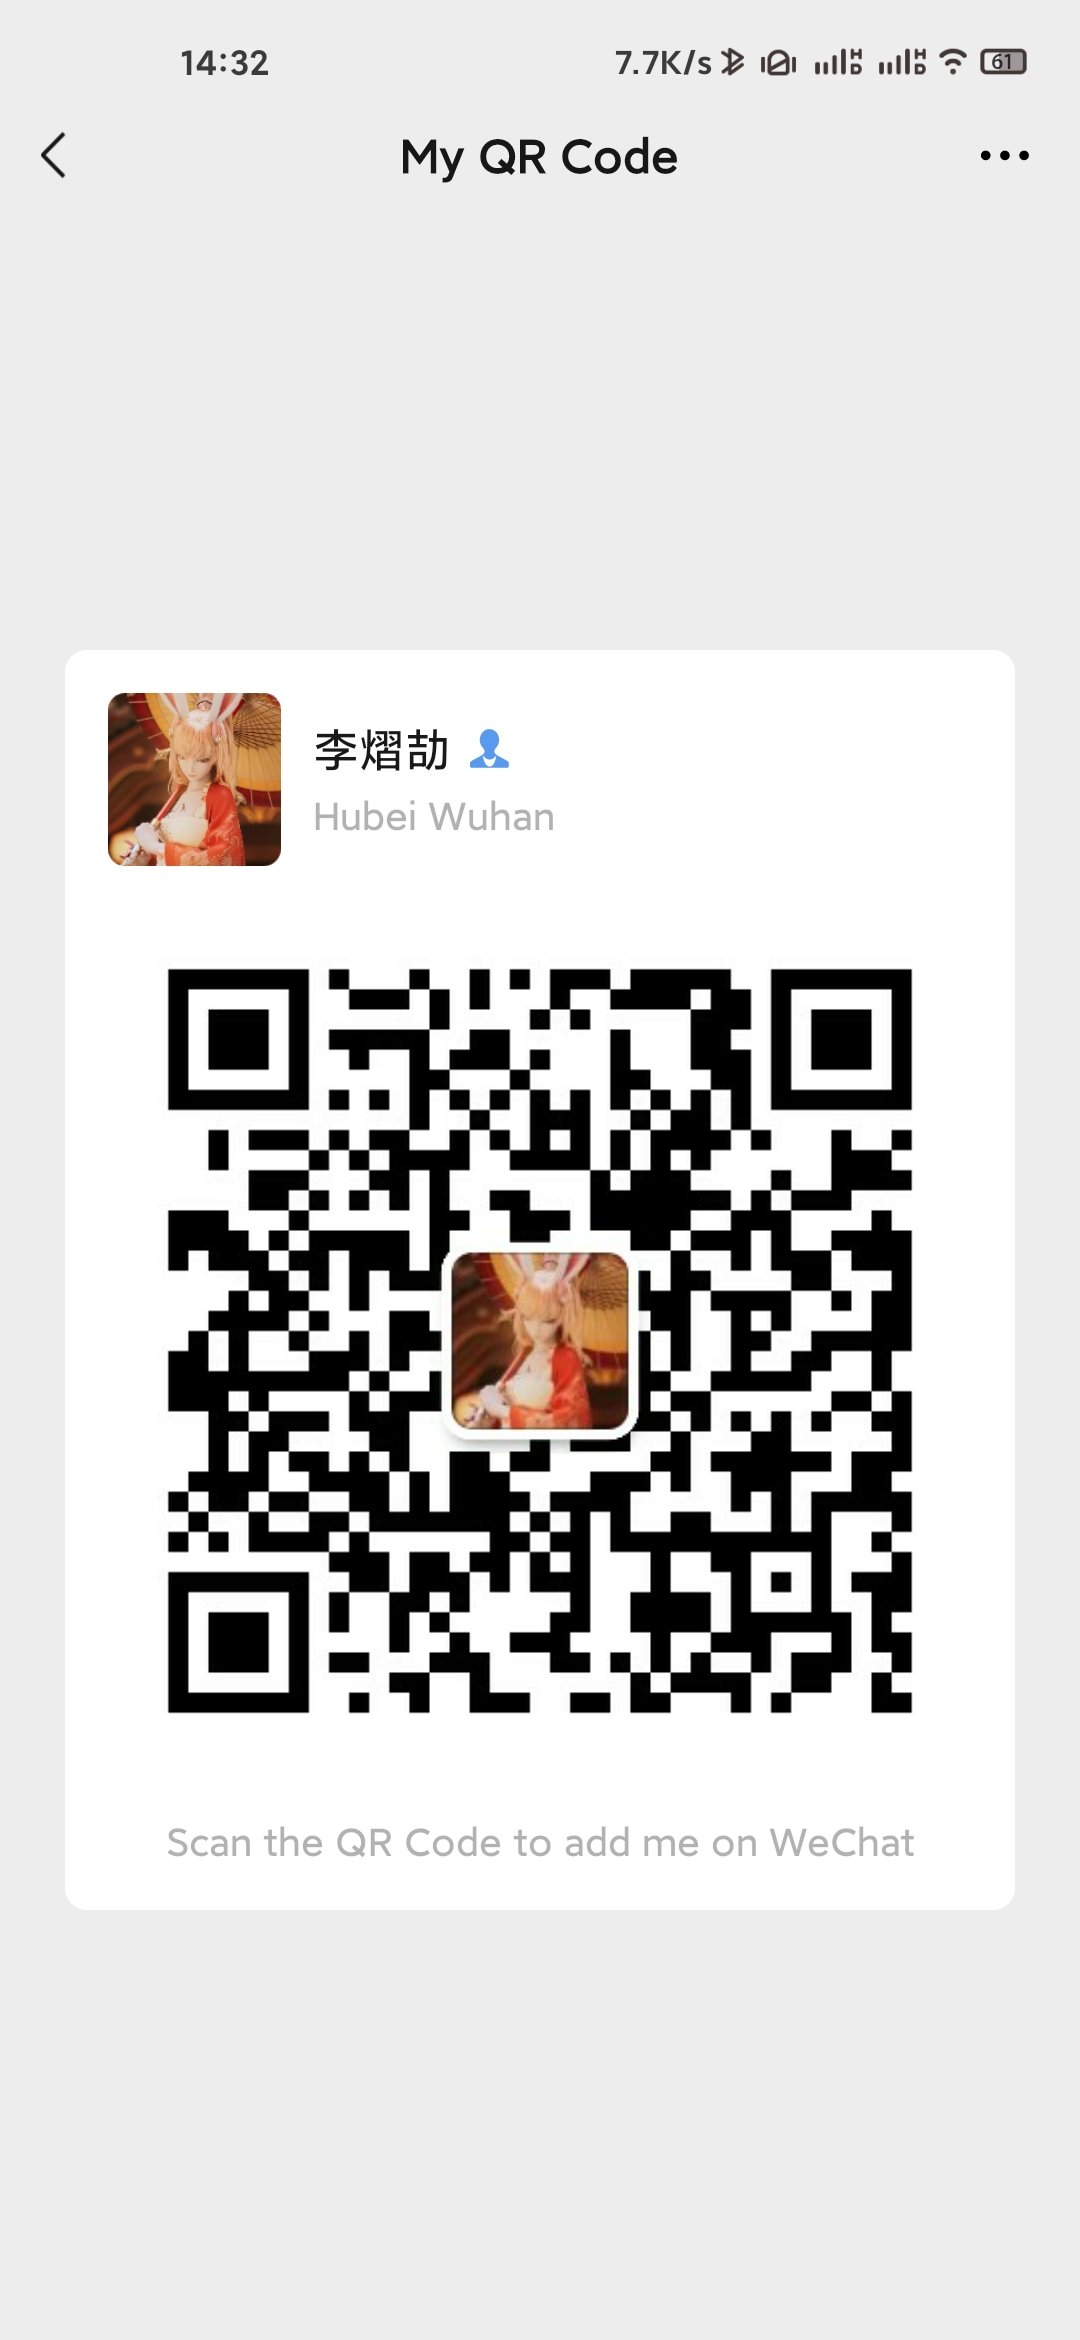 14:32 7.7K/s 61
My QR Code
李熠劼
Hubei Wuhan
Scan the QR Code to add me on WeChat